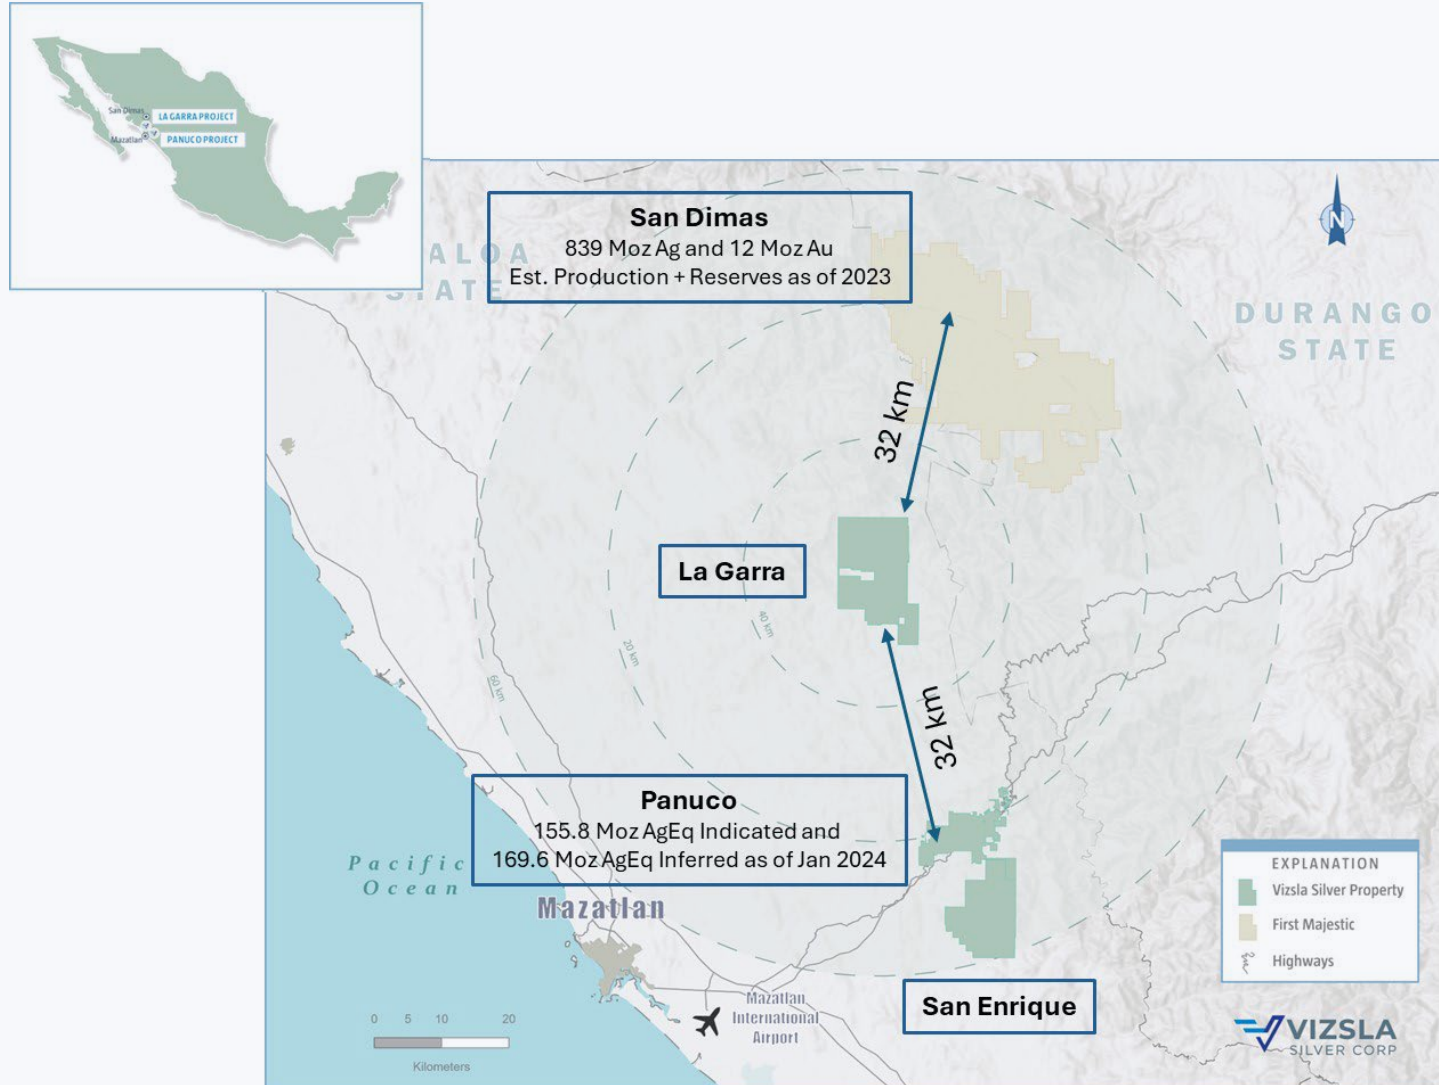 San Dimas
LA GARRA PROJECT
Mazatlan
PANUCO PROJECT
ALOA
STATE
San Dimas
839 Moz Ag and 12 Moz Au
Est. Production + Reserves as of 2023
N
DURANGO
STATE
32 km
La Garra
40 km
20 km
60 km
32 km
Panuco
155.8 Moz AgEq Indicated and
169.6 Moz AgEq Inferred as of Jan 2024
Pacific
Ocean
Mazatlan
EXPLANATION
Vizsla Silver Property
First Majestic
Highways
San Enrique
Mazatlan
International
Airport
0 5 10 20
Kilometers
VIZSLA
SILVER CORP